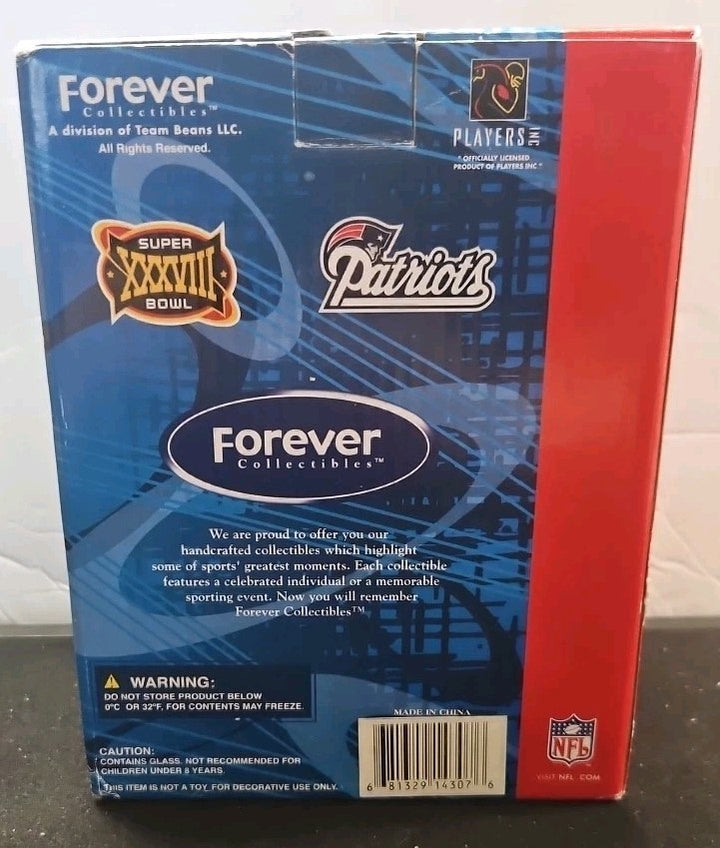 Forever
Collectibles™
A division of Team Beans LLC.
All Rights Reserved.
PLAYERS INC
"OFFICIALLY LICENSED
PRODUCT OF PLAYERS INC"
SUPER
XXXVIII
BOWL
Patriots
Forever
Collectibles™
We are proud to offer you our
handcrafted collectibles which highlight
some of sports' greatest moments. Each collectible
features a celebrated individual or a memorable
sporting event. Now you will remember
Forever Collectibles™
WARNING:
DO NOT STORE PRODUCT BELOW
0°C OR 32°F, FOR CONTENTS MAY FREEZE.
CAUTION:
CONTAINS GLASS. NOT RECOMMENDED FOR
CHILDREN UNDER 8 YEARS.
THIS ITEM IS NOT A TOY FOR DECORATIVE USE ONLY.
MADE IN CHINA
6 81329 14307 6
NFL
VISIT NFL.COM